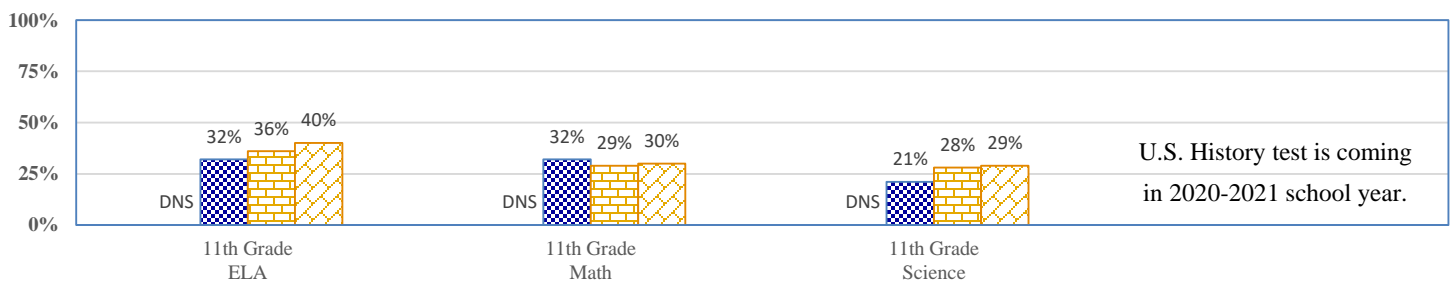 100%
75%
50%
25%
0%
DNS
32%
36%
40%
DNS
32%
29%
30%
DNS
21%
28%
29%
U.S. History test is coming
in 2020-2021 school year.
11th Grade
ELA
11th Grade
Math
11th Grade
Science